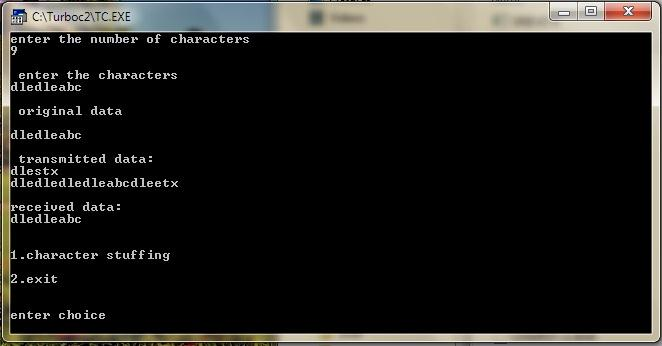 C:\Turboc2\TC.EXE
enter the number of characters
9
enter the characters
dledleabc
original data
dledleabc
transmitted data:
dlestx
dledledledleabcdleetx
received data:
dledleabc
1.character stuffing
2.exit
enter choice